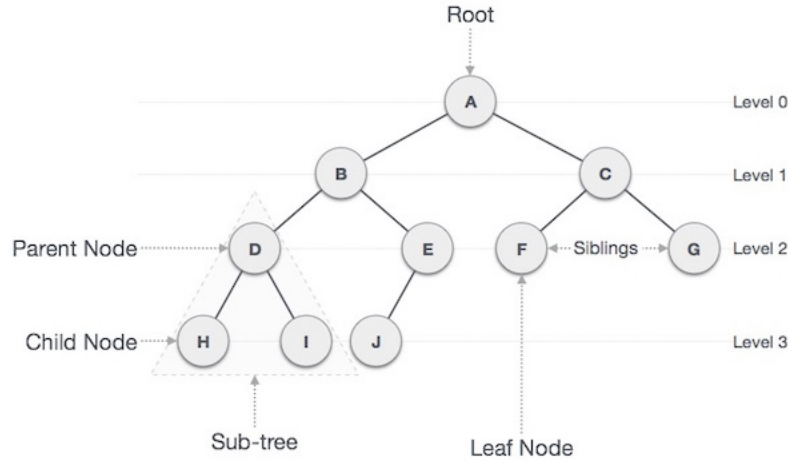 Root
A
Level 0
B
C
Level 1
Parent Node
D
E
F
Siblings
G
Level 2
Child Node
H
I
J
Level 3
Sub-tree
Leaf Node